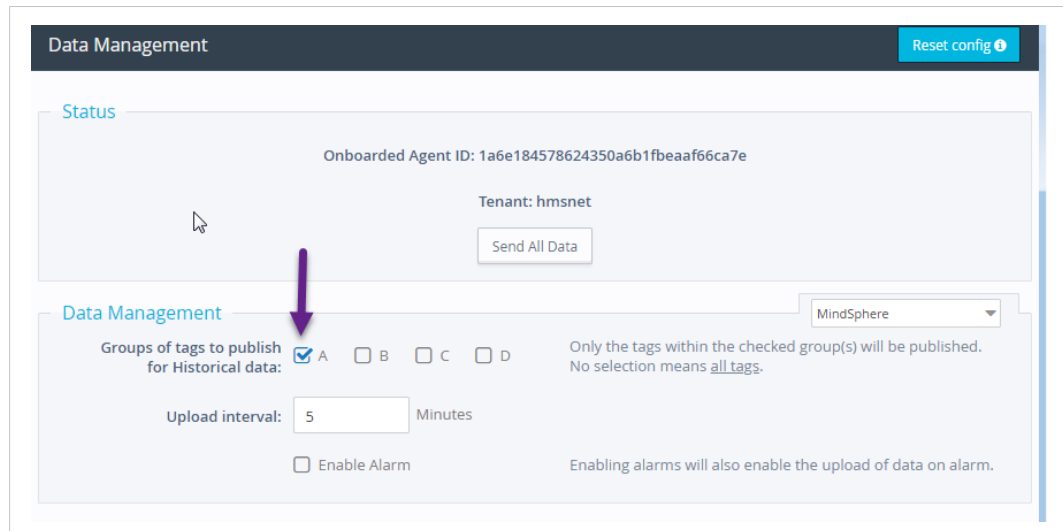 Data Management
Reset config
Status
Onboarded Agent ID: 1a6e184578624350a6b1fbeaaf66ca7e
Tenant: hmsnet
Send All Data
Data Management
MindSphere
Groups of tags to publish
for Historical data:
A B C D
Only the tags within the checked group(s) will be published.
No selection means all tags.
Upload interval: 5 Minutes
Enable Alarm
Enabling alarms will also enable the upload of data on alarm.